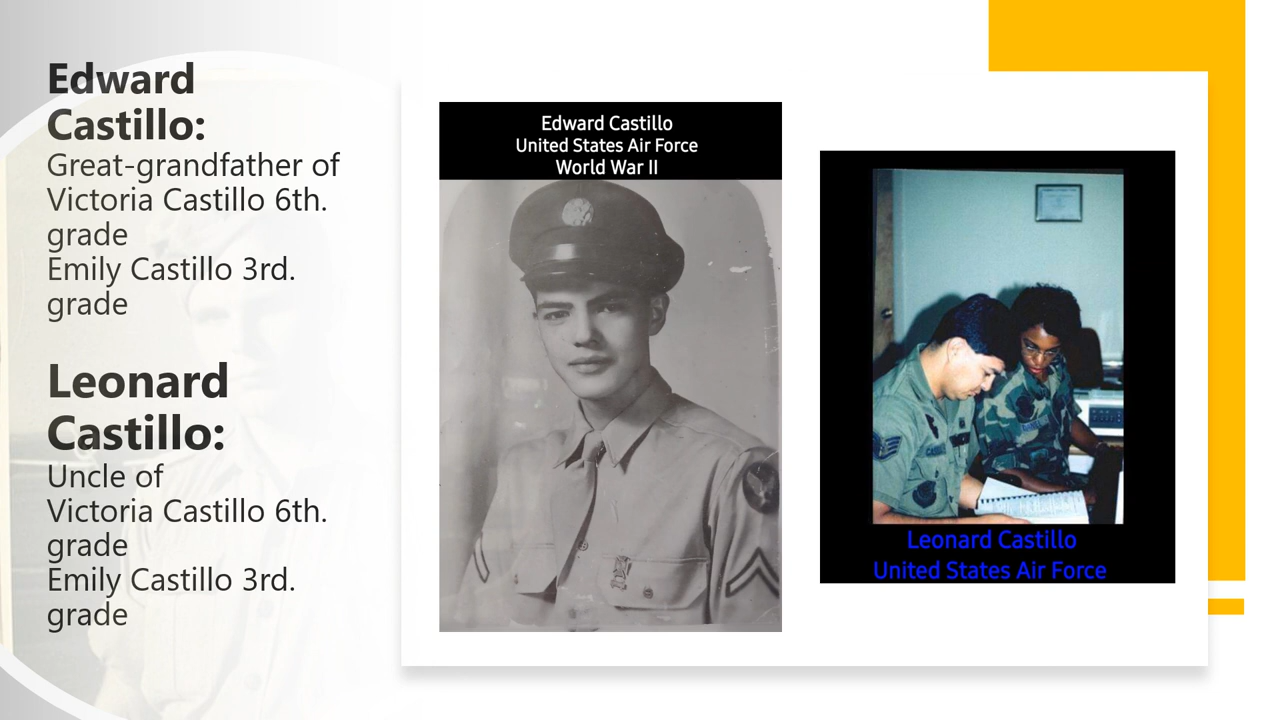 Edward
Castillo:
Great-grandfather of
Victoria Castillo 6th.
grade
Emily Castillo 3rd.
grade
Leonard
Castillo:
Uncle of
Victoria Castillo 6th.
grade
Emily Castillo 3rd.
grade
Edward Castillo
United States Air Force
World War II
Leonard Castillo
United States Air Force